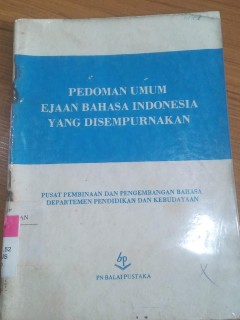 PEDOMAN UMUM
EJAAN BAHASA INDONESIA
YANG DISEMPURNAKAN
PUSAT PEMBINAAN DAN PENGEMBANGAN BAHASA
DEPARTEMEN PENDIDIKAN DAN KEBUDAYAAN
bp
PN BALAI PUSTAKA